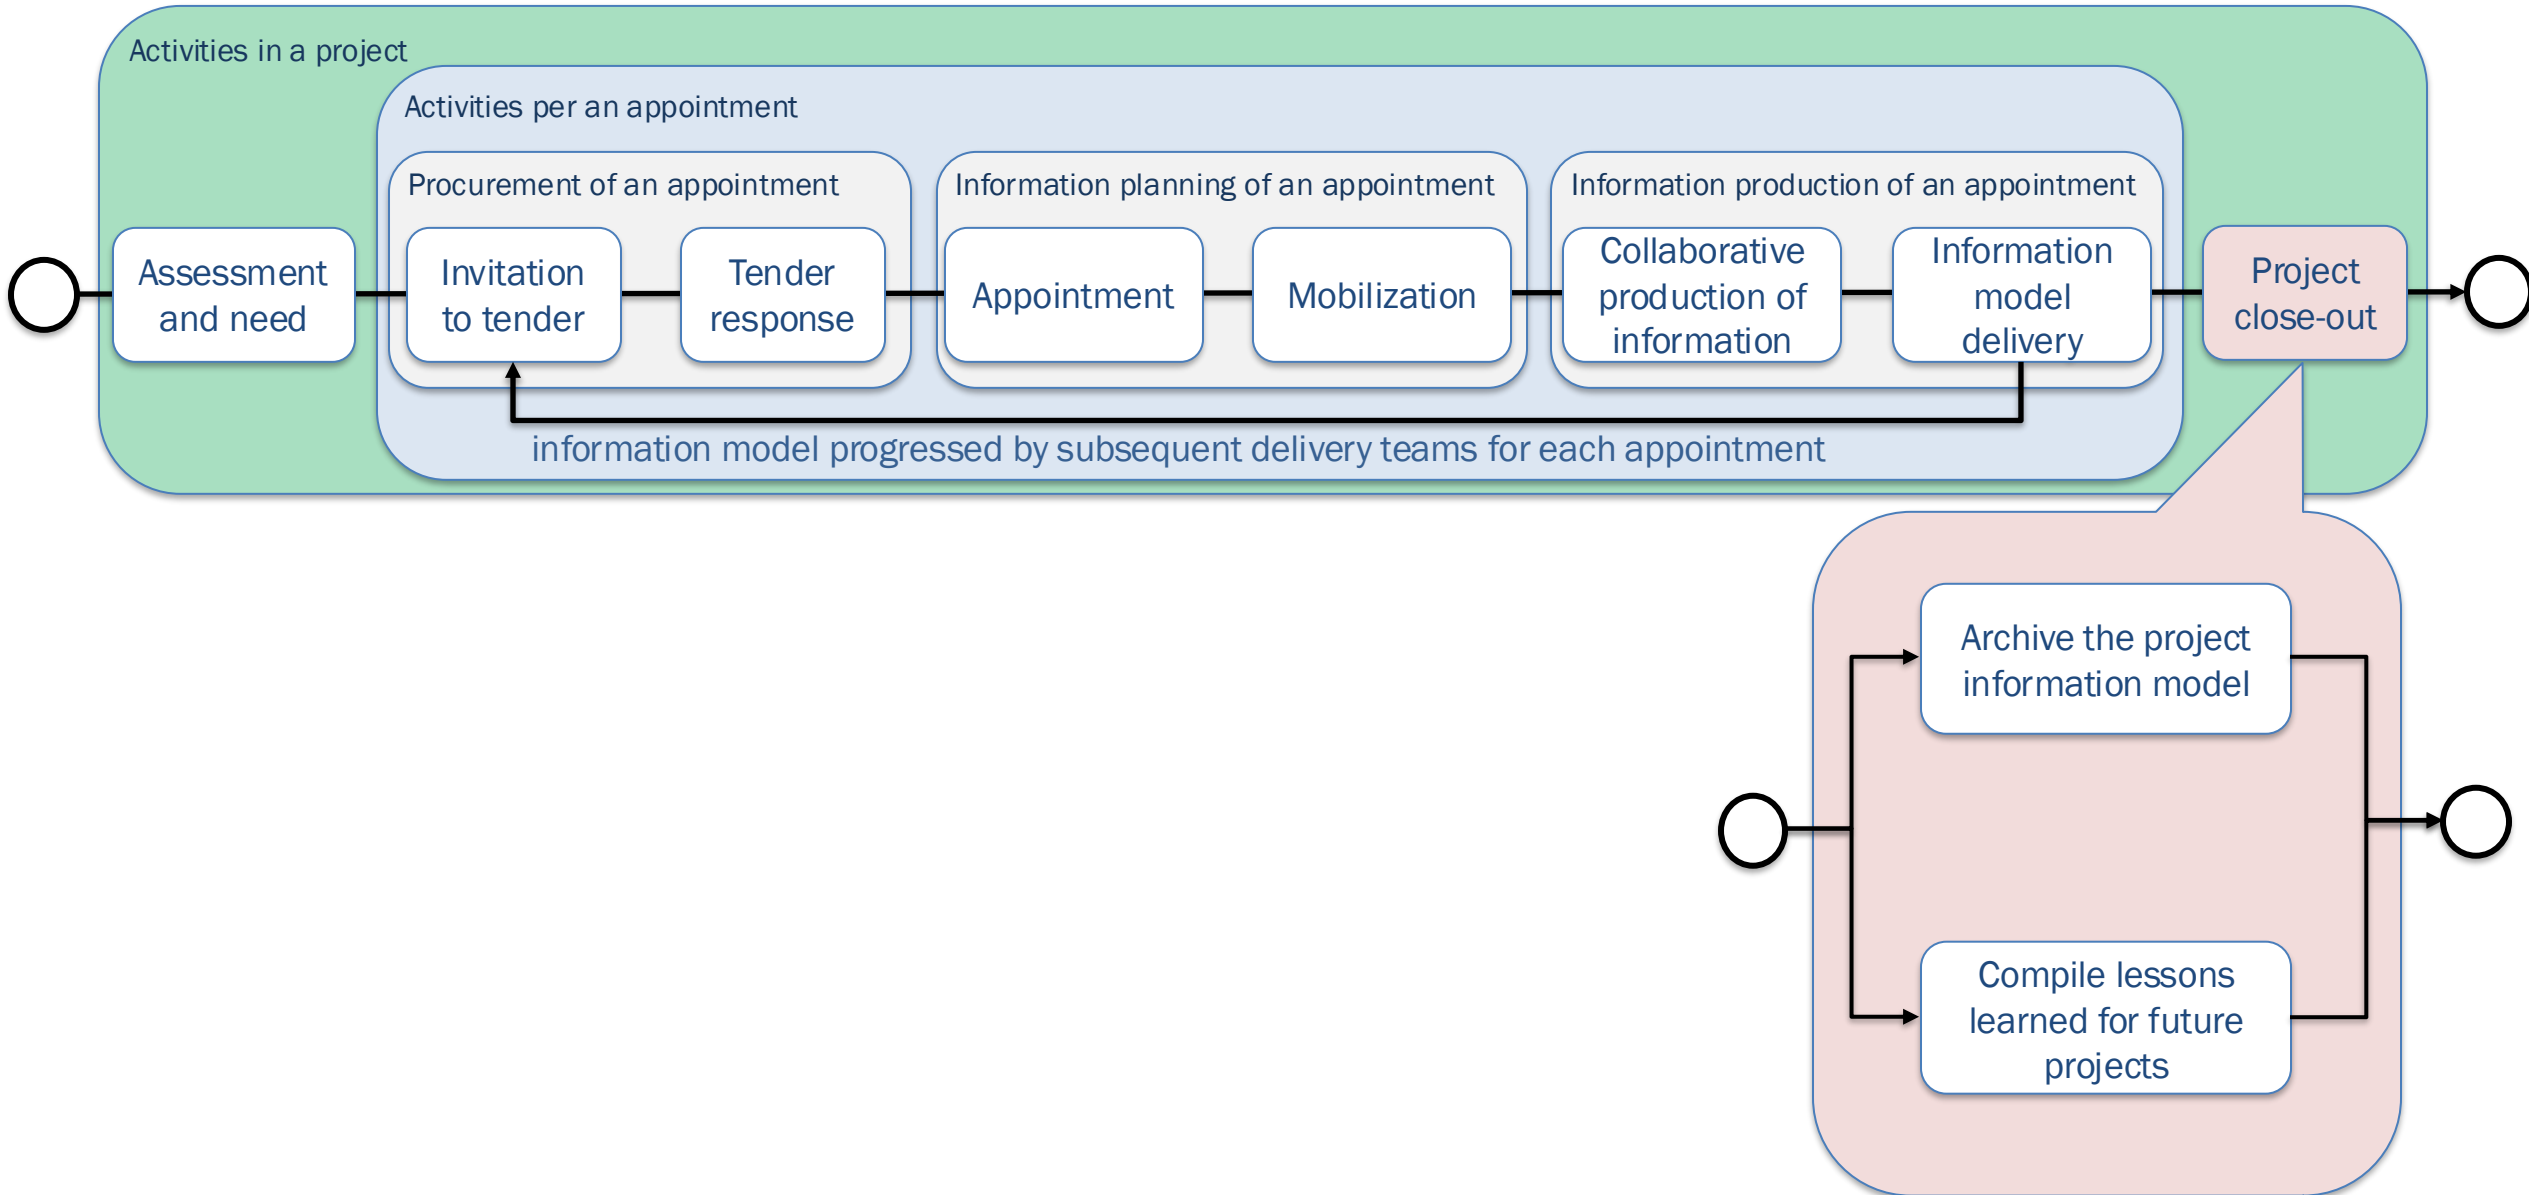 Activities in a project
Activities per an appointment
Procurement of an appointment
Information planning of an appointment
Information production of an appointment
Assessment
and need
Invitation
to tender
Tender
response
Appointment
Mobilization
Collaborative
production of
information
Information
model
delivery
Project
close-out
information model progressed by subsequent delivery teams for each appointment
Archive the project
information model
Compile lessons
learned for future
projects